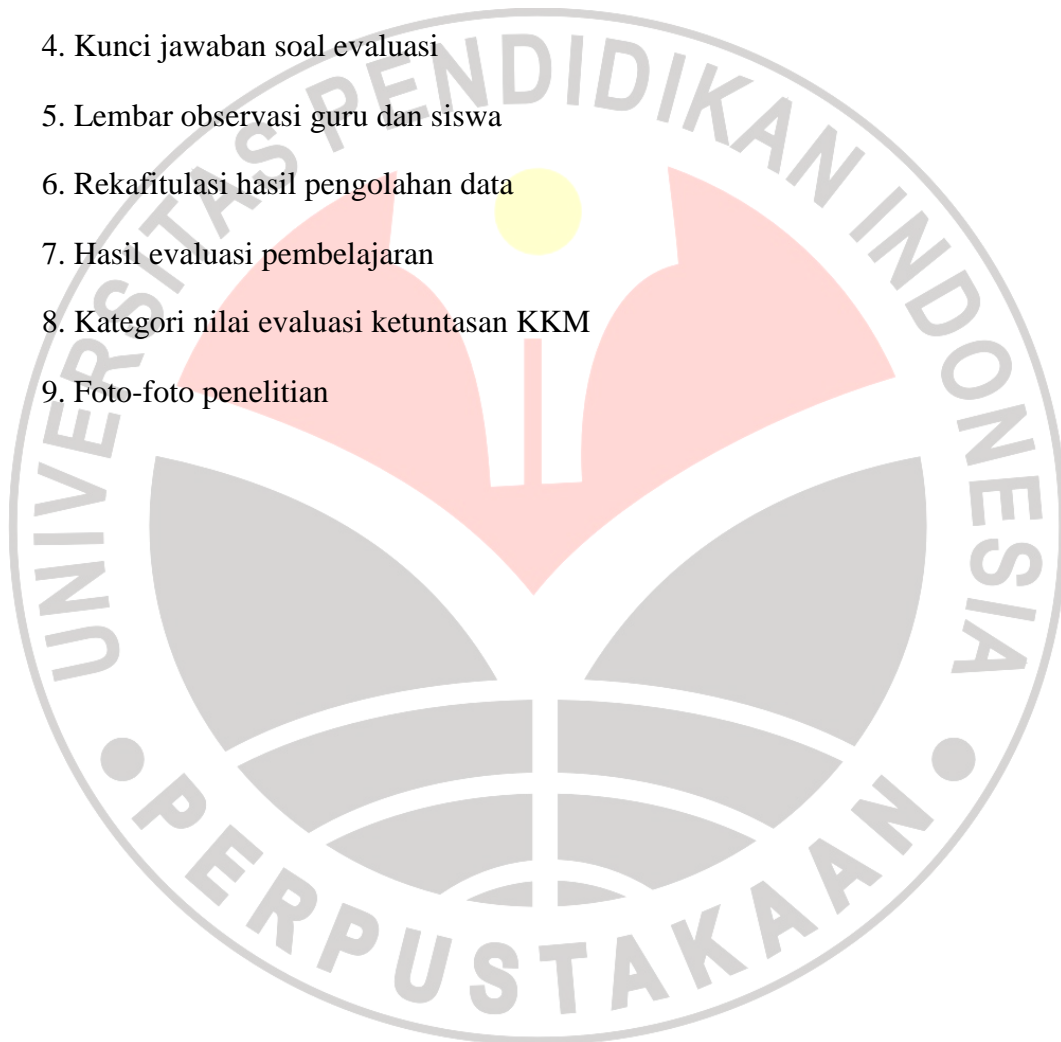 4. Kunci jawaban soal evaluasi
5. Lembar observasi guru dan siswa
6. Rekafitulasi hasil pengolahan data
7. Hasil evaluasi pembelajaran
8. Kategori nilai evaluasi ketuntasan KKM
9. Foto-foto penelitian
UNIVERSITAS PENDIDIKAN INDONESIA
PERPUSTAKAAN